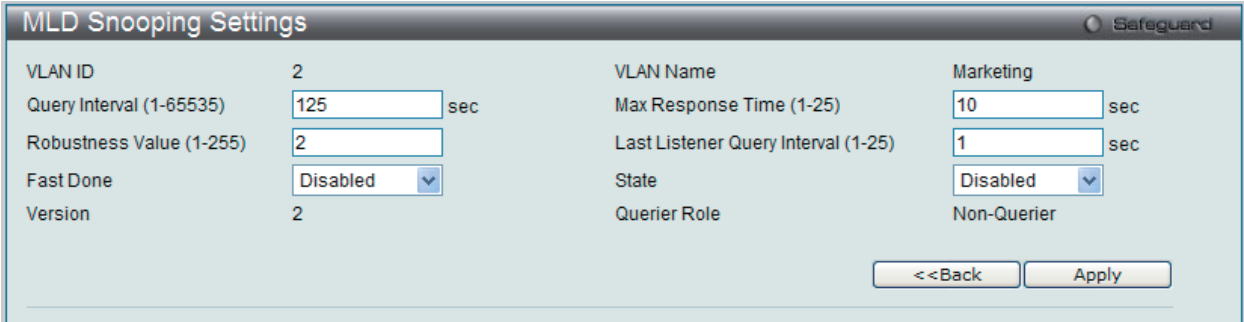 MLD Snooping Settings Safeguard
VLAN ID 2 VLAN Name Marketing
Query Interval (1-65535) 125 sec Max Response Time (1-25) 10 sec
Robustness Value (1-255) 2 Last Listener Query Interval (1-25) 1 sec
Fast Done Disabled State Disabled
Version 2 Querier Role Non-Querier
<<Back Apply